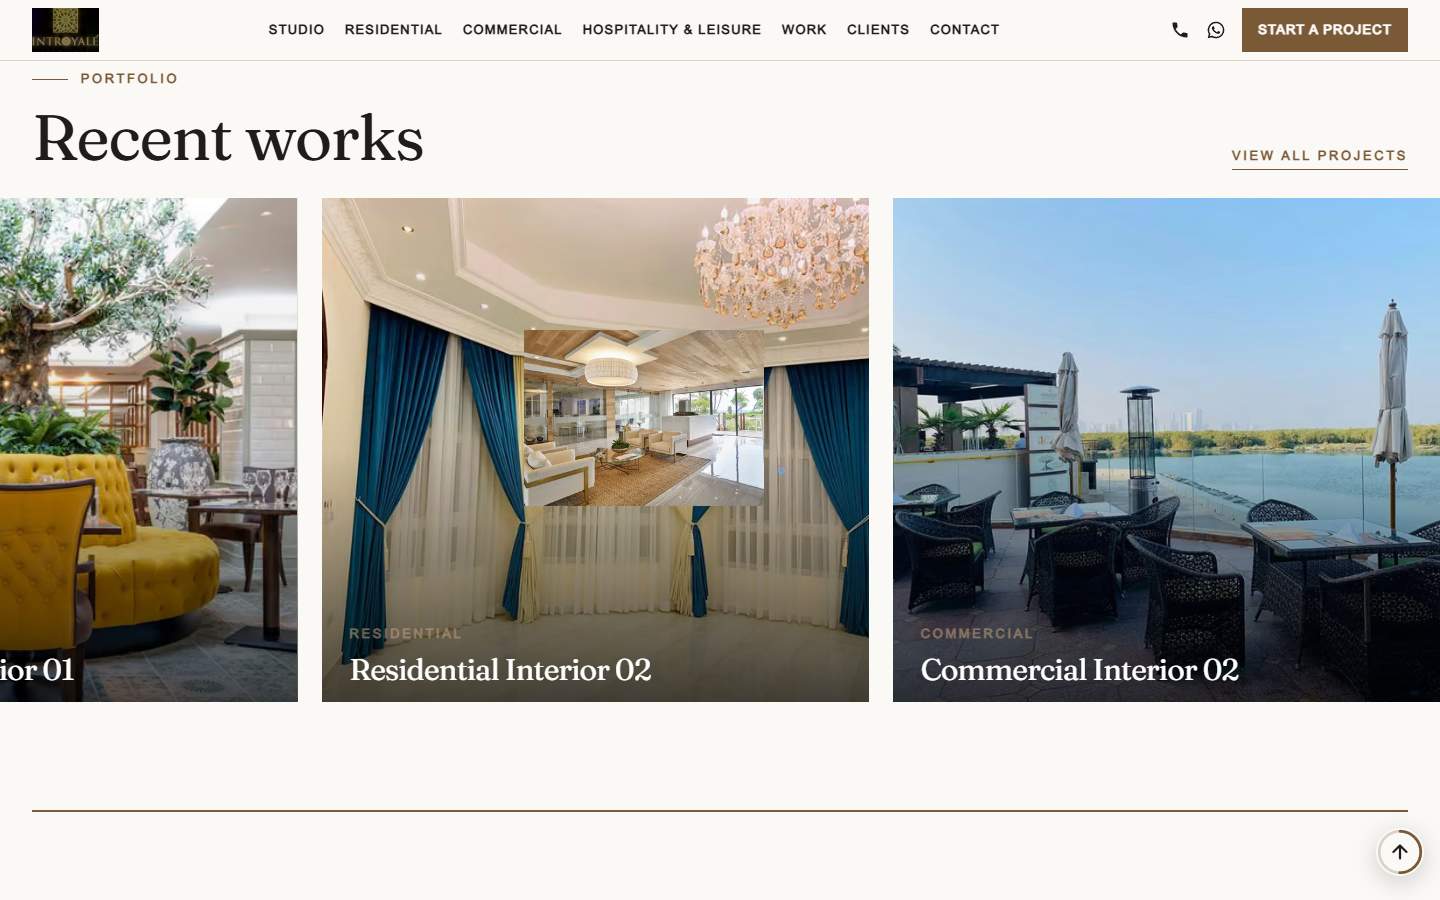 INTROYALE
STUDIO RESIDENTIAL COMMERCIAL HOSPITALITY & LEISURE WORK CLIENTS CONTACT
START A PROJECT
PORTFOLIO
Recent works
VIEW ALL PROJECTS
ior 01
RESIDENTIAL
Residential Interior 02
COMMERCIAL
Commercial Interior 02